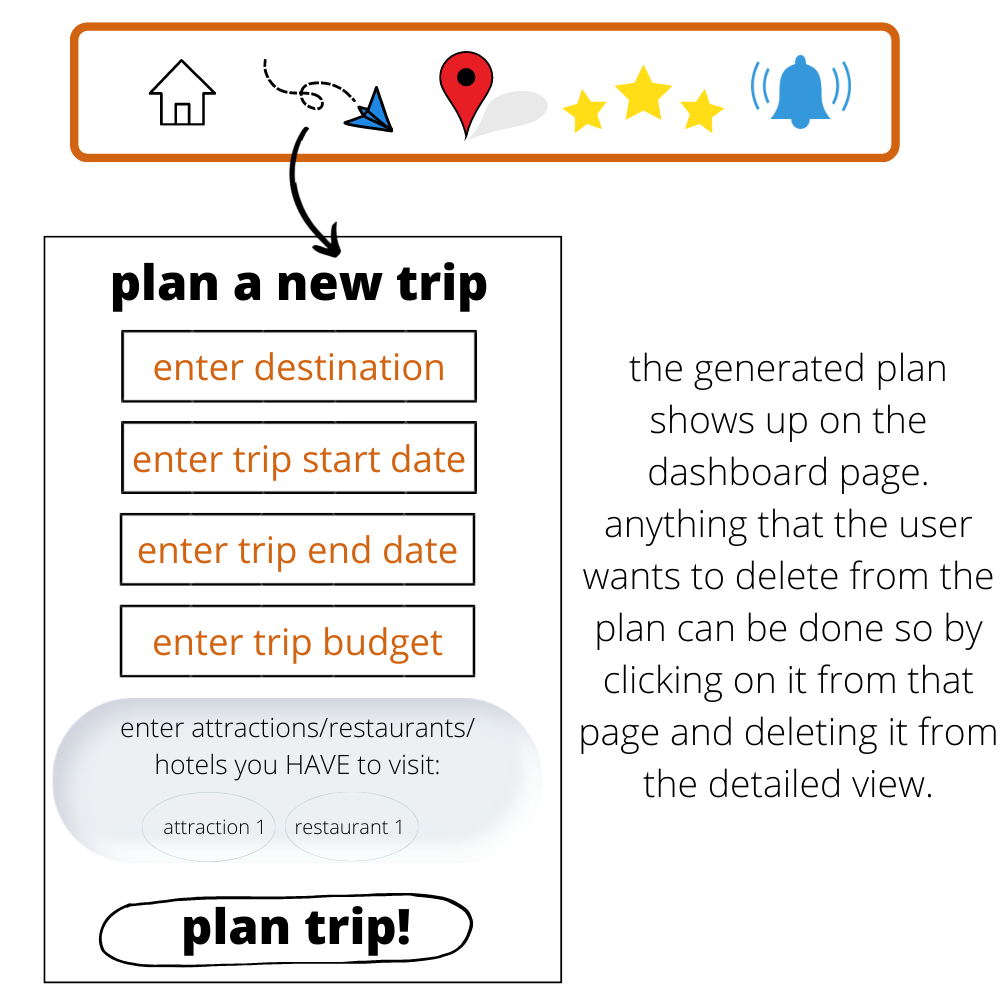 plan a new trip
enter destination
enter trip start date
enter trip end date
enter trip budget
enter attractions/restaurants/
hotels you HAVE to visit:
attraction 1
restaurant 1
plan trip!
the generated plan
shows up on the
dashboard page.
anything that the user
wants to delete from the
plan can be done so by
clicking on it from that
page and deleting it from
the detailed view.